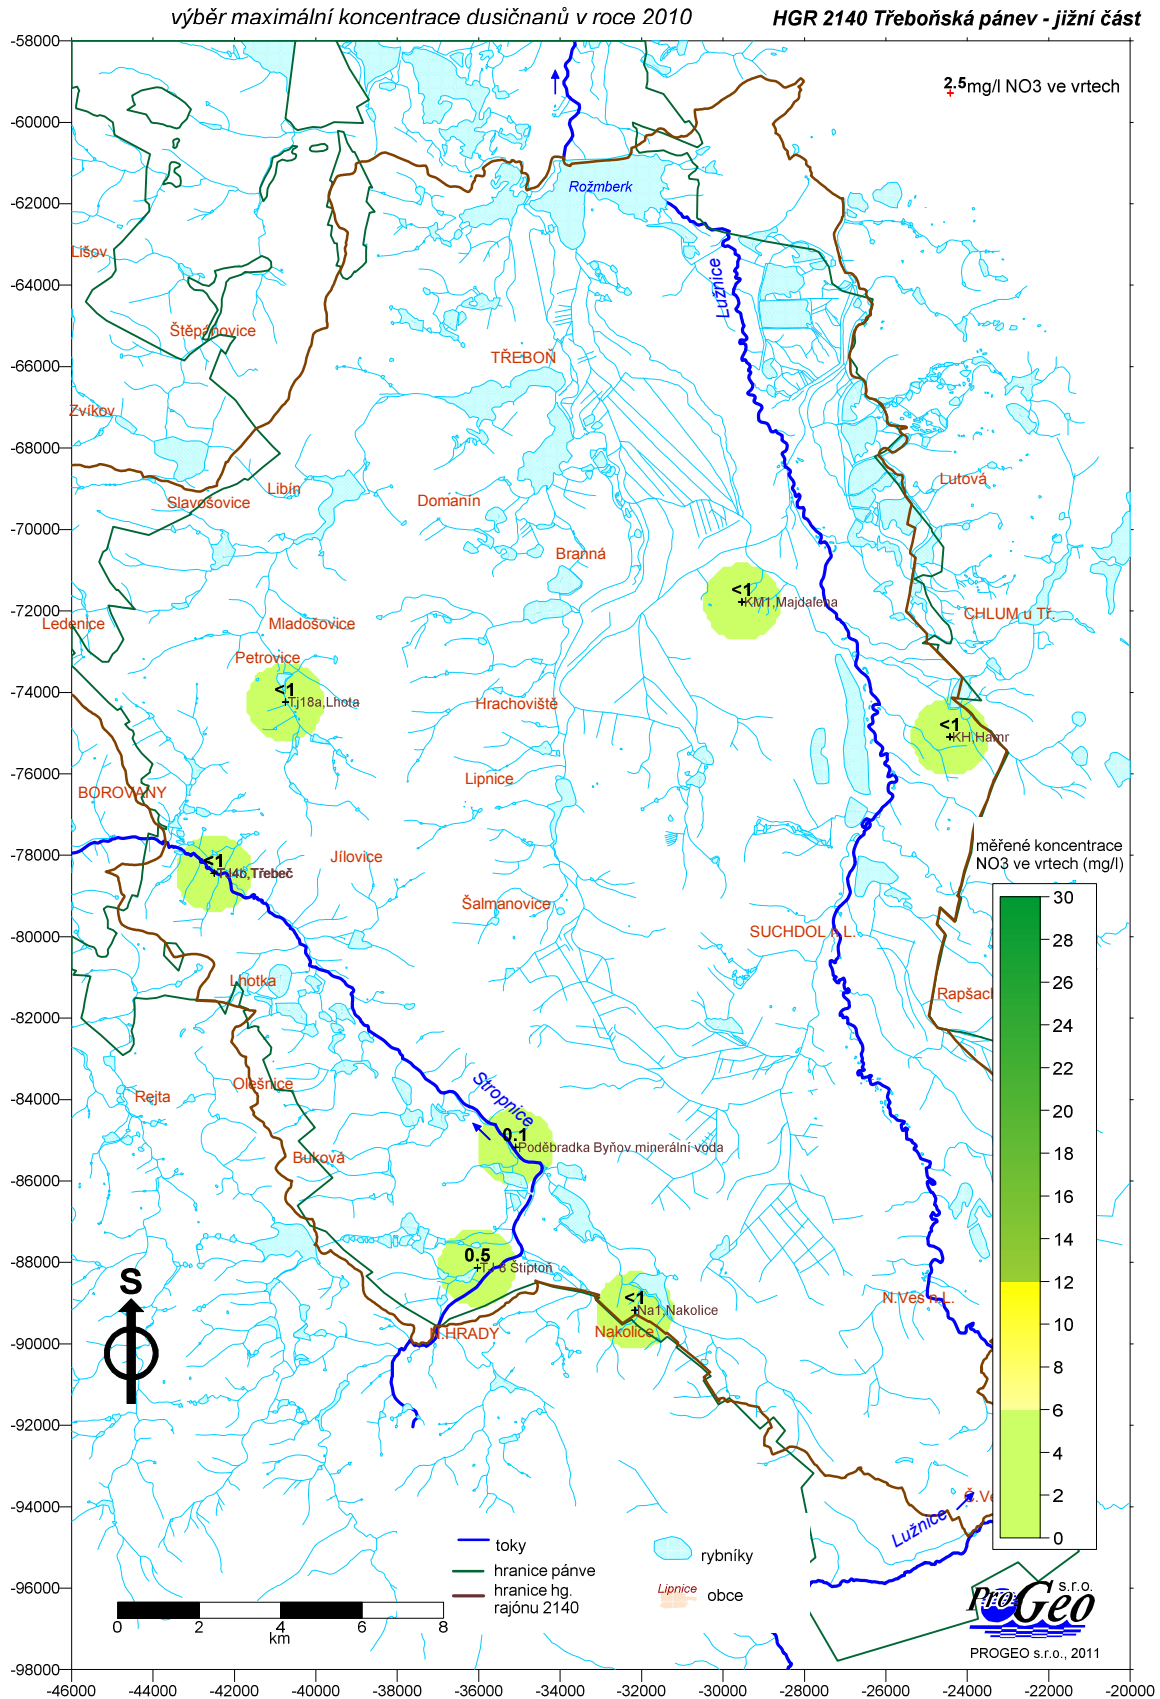 výběr maximální koncentrace dusičnanů v roce 2010
HGR 2140 Třeboňská pánev - jižní část
2.5 mg/l NO3 ve vrtech
-58000
-60000
-62000
-64000
-66000
-68000
-70000
-72000
-74000
-76000
-78000
-80000
-82000
-84000
-86000
-88000
-90000
-92000
-94000
-96000
-98000
Rožmberk
Lišov
Lužnice
Štěpánovice
TŘEBOŇ
Zvíkov
Lutová
Libín
Slavošovice
Domanín
Branná
<1
KM1,Majdalena
CHLUM u Tř.
Ledenice
Mladošovice
Petrovice
<1
Tj18a,Lhota
Hrachoviště
<1
KH,Hamr
Lipnice
BOROVANY
měřené koncentrace
NO3 ve vrtech (mg/l)
Jílovice
<1
Třebeč
30
28
26
24
22
20
18
16
14
12
10
8
6
4
2
0
Šalmanovice
SUCHDOL n.L.
Lhotka
Rapšach
Olešnice
Rejta
Stropnice
0.1
Poděbradka Byňov minerální voda
Buková
0.5
Štiptoň
<1
Na1,Nakolice
N.Ves n.L.
N.HRADY
Nakolice
S
Č.Ve
Lužnice
toky
hranice pánve
hranice hg.
rajónu 2140
rybníky
Lipnice
obce
0 2 4 6 8
km
ProGeo s.r.o.
PROGEO s.r.o., 2011
-46000 -44000 -42000 -40000 -38000 -36000 -34000 -32000 -30000 -28000 -26000 -24000 -22000 -20000